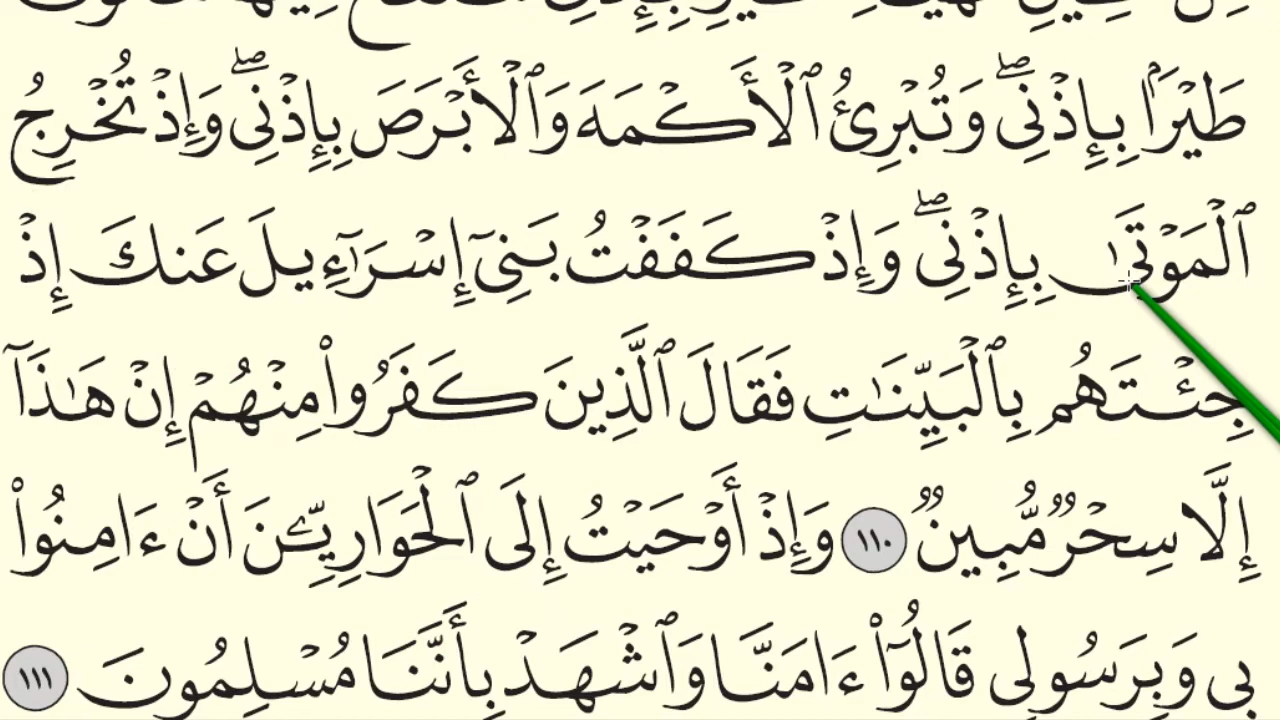 طَيْرًۢا بِإِذْنِىۖ وَتُبْرِئُ ٱلْأَكْمَهَ وَٱلْأَبْرَصَ بِإِذْنِىۖ وَإِذْ تُخْرِجُ
ٱلْمَوْتَىٰ بِإِذْنِىۖ وَإِذْ كَفَفْتُ بَنِىٓ إِسْرَٰٓءِيلَ عَنكَ إِذْ
جِئْتَهُم بِٱلْبَيِّنَٰتِ فَقَالَ ٱلَّذِينَ كَفَرُوا۟ مِنْهُمْ إِنْ هَٰذَآ
إِلَّا سِحْرٌ مُّبِينٌ ١١٠ وَإِذْ أَوْحَيْتُ إِلَى ٱلْحَوَارِيِّـۧنَ أَنْ ءَامِنُوا۟
بِى وَبِرَسُولِى قَالُوٓا۟ ءَامَنَّا وَٱشْهَدْ بِأَنَّنَا مُسْلِمُونَ ١١١